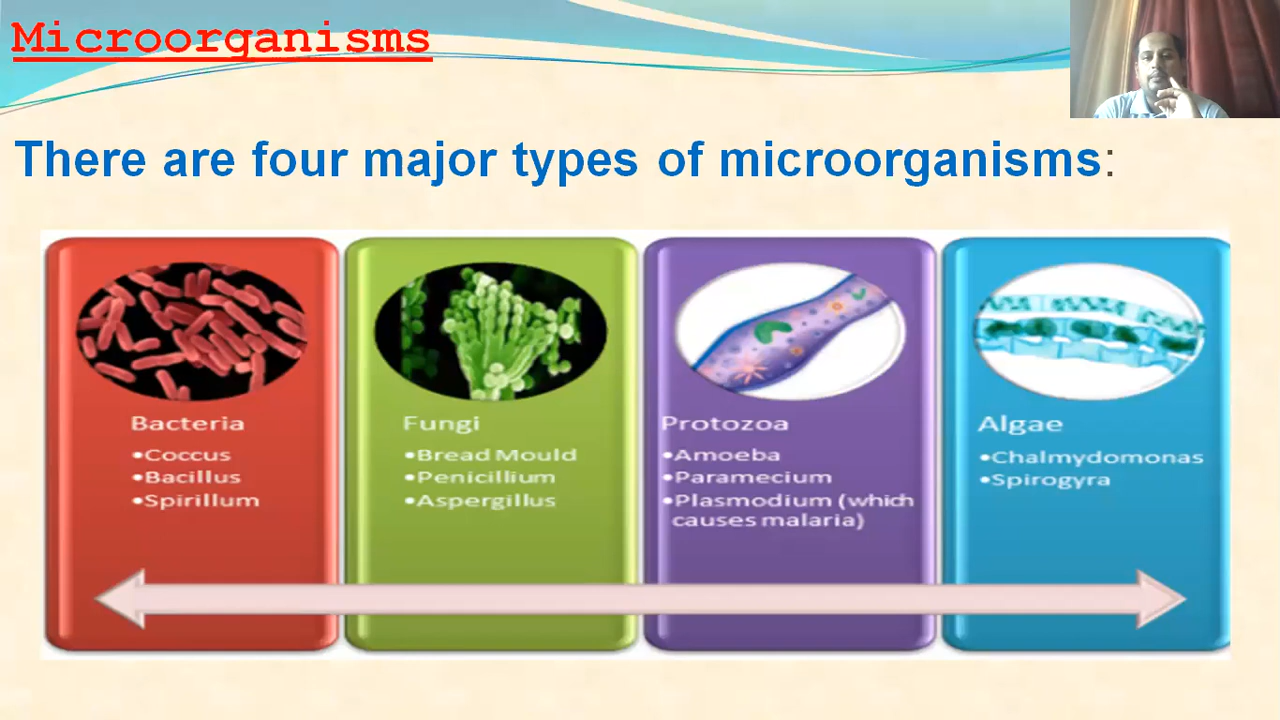 Microorganisms
There are four major types of microorganisms:
Bacteria
•Coccus
•Bacillus
•Spirillum
Fungi
•Bread Mould
•Penicillium
•Aspergillus
Protozoa
•Amoeba
•Paramecium
•Plasmodium (which
causes malaria)
Algae
•Chalmydomonas
•Spirogyra